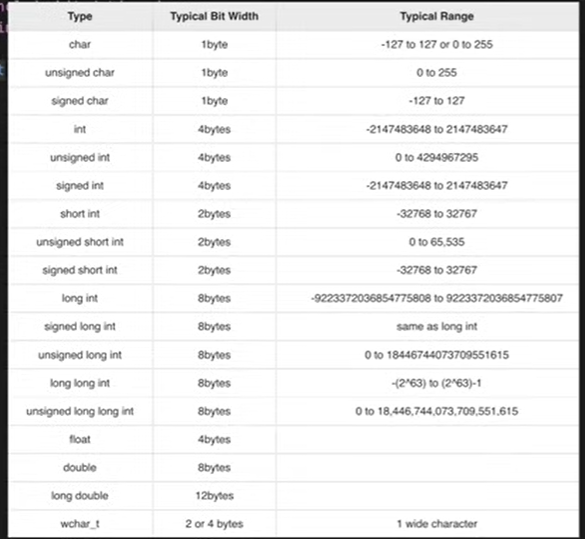 Type Typical Bit Width Typical Range
char 1byte -127 to 127 or 0 to 255
unsigned char 1byte 0 to 255
signed char 1byte -127 to 127
int 4bytes -2147483648 to 2147483647
unsigned int 4bytes 0 to 4294967295
signed int 4bytes -2147483648 to 2147483647
short int 2bytes -32768 to 32767
unsigned short int 2bytes 0 to 65,535
signed short int 2bytes -32768 to 32767
long int 8bytes -9223372036854775808 to 9223372036854775807
signed long int 8bytes same as long int
unsigned long int 8bytes 0 to 18446744073709551615
long long int 8bytes -(2^63) to (2^63)-1
unsigned long long int 8bytes 0 to 18,446,744,073,709,551,615
float 4bytes
double 8bytes
long double 12bytes
wchar_t 2 or 4 bytes 1 wide character